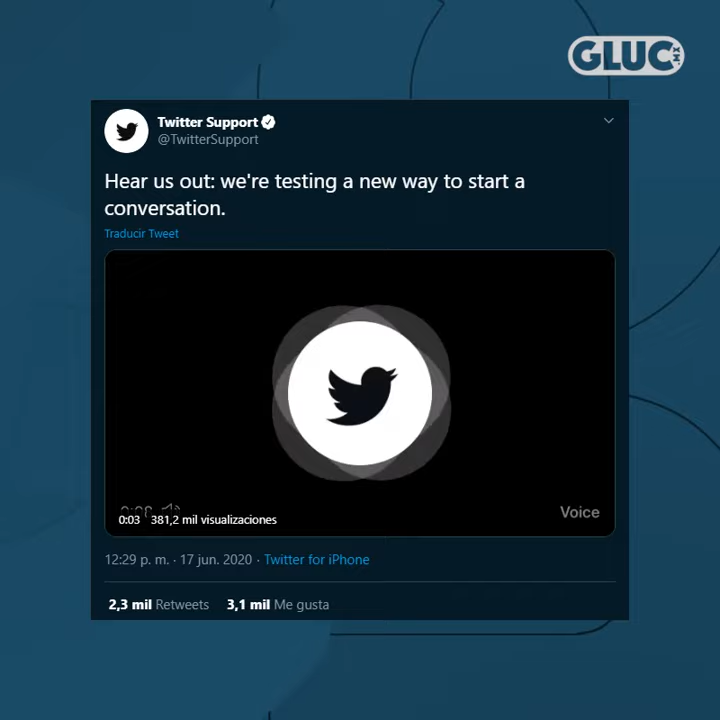 GLUC.MX
Twitter Support
@TwitterSupport
Hear us out: we're testing a new way to start a
conversation.
Traducir Tweet
0:03 381,2 mil visualizaciones
Voice
12:29 p. m. · 17 jun. 2020 · Twitter for iPhone
2,3 mil Retweets 3,1 mil Me gusta